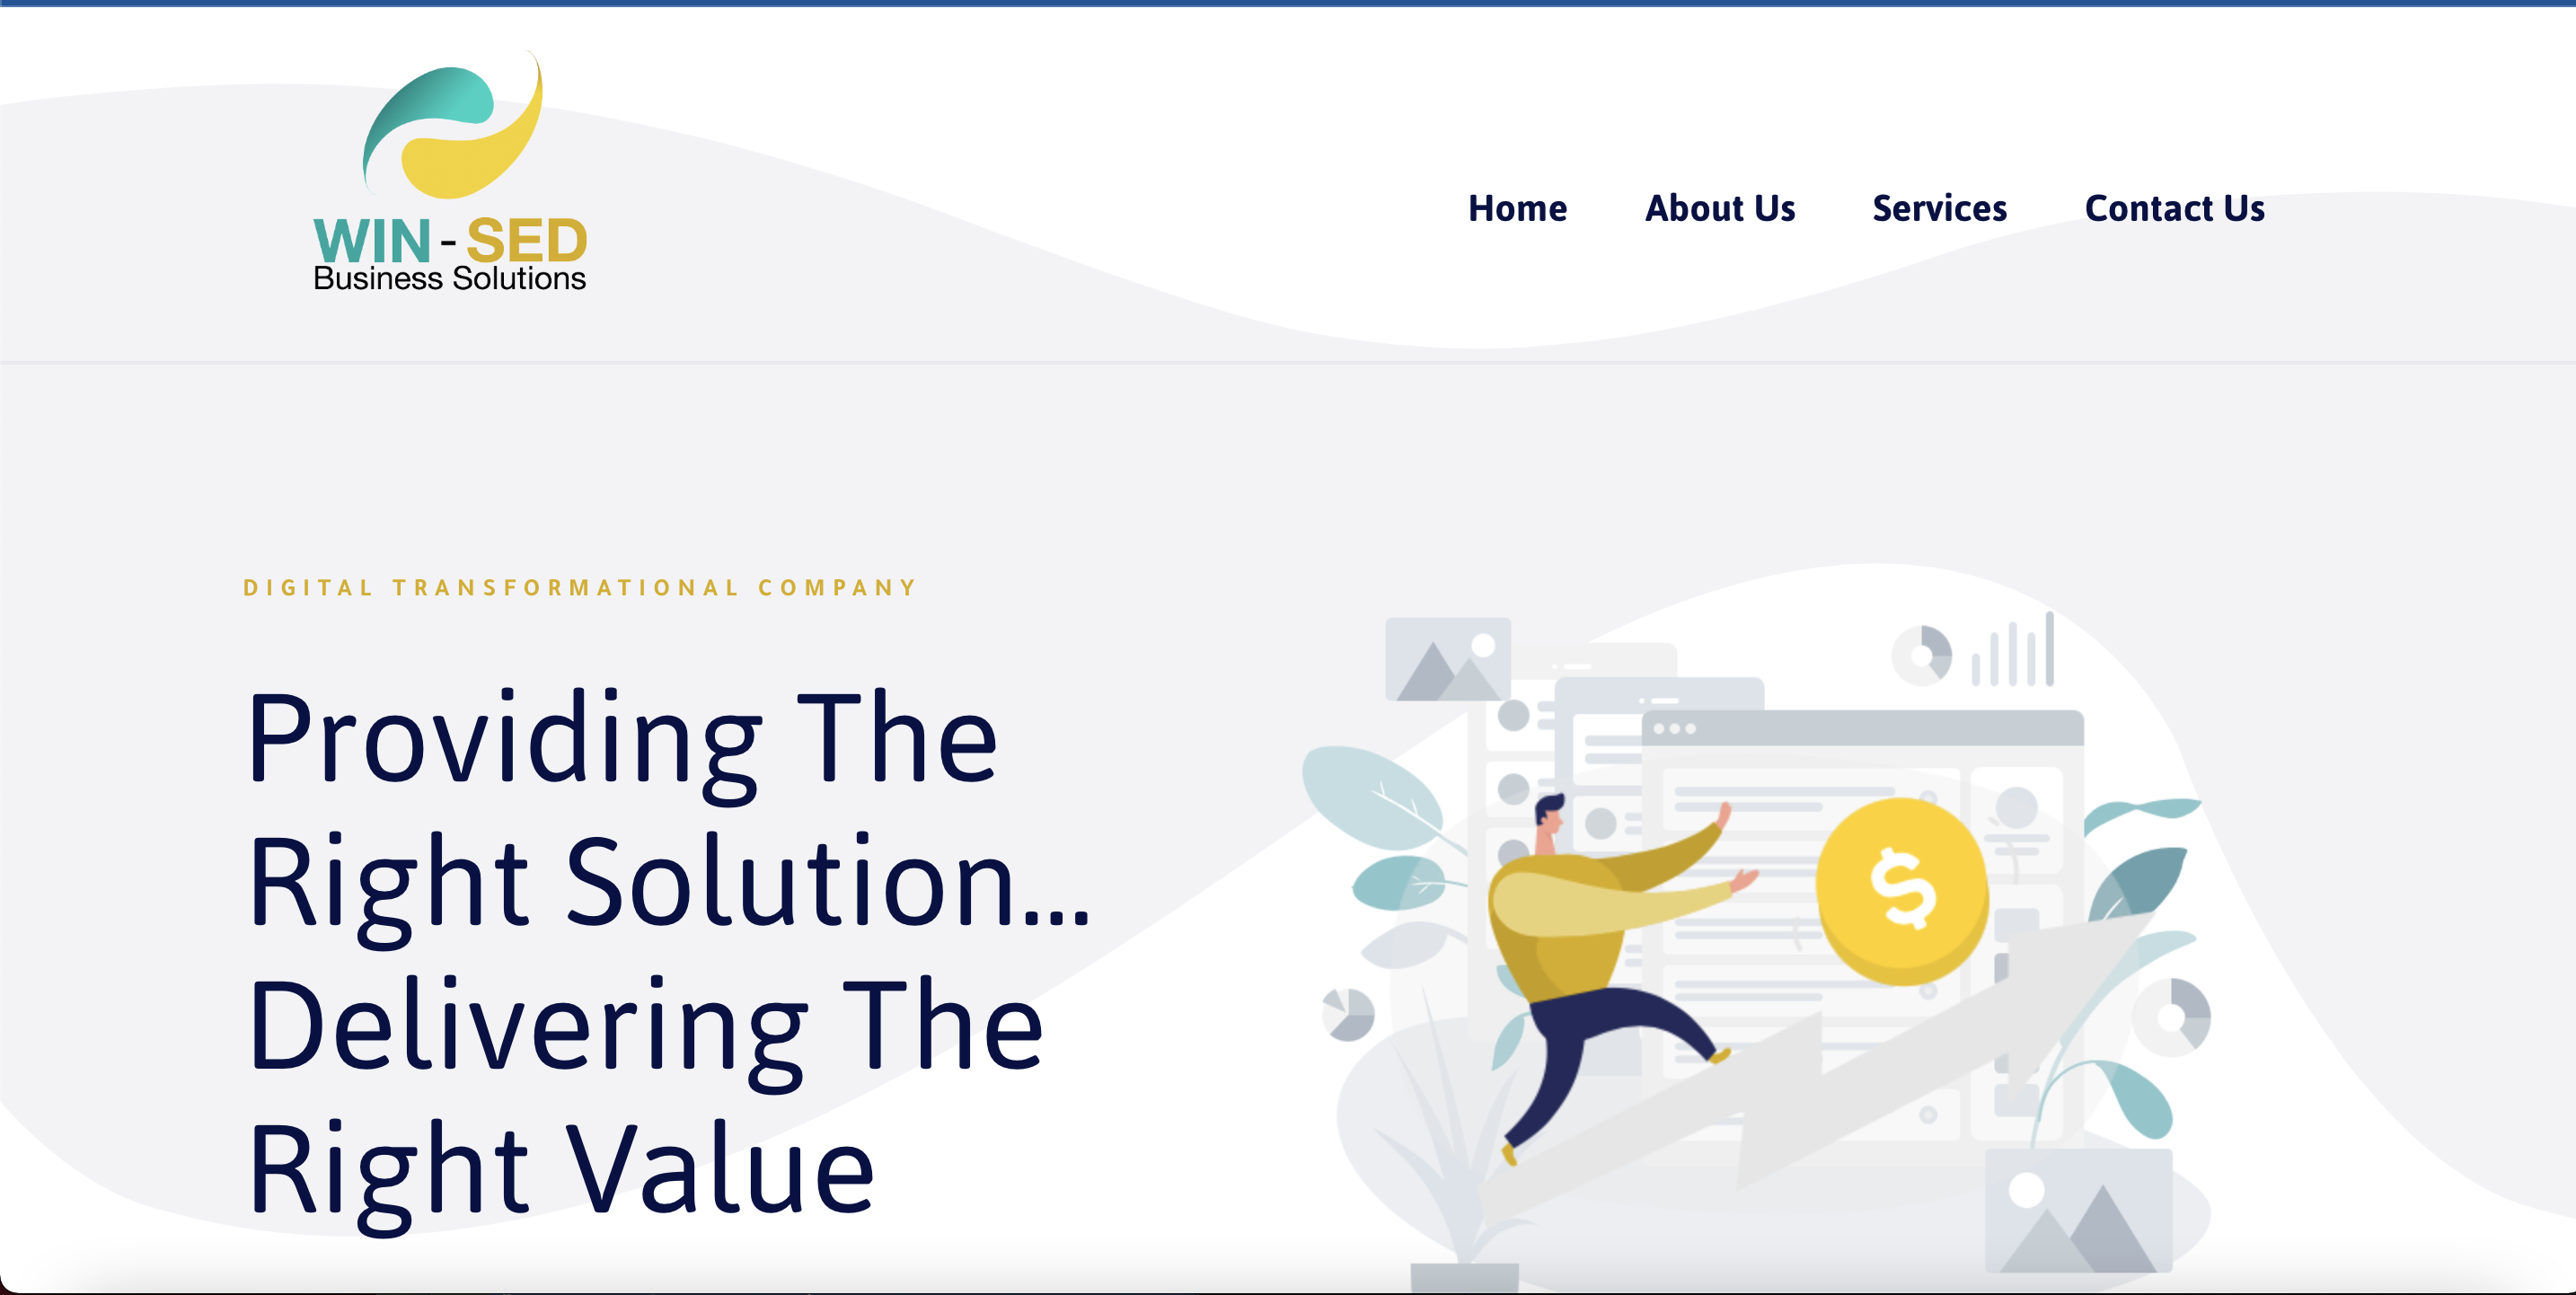 WIN - SED
Business Solutions
Home About Us Services Contact Us
DIGITAL TRANSFORMATIONAL COMPANY
Providing The
Right Solution...
Delivering The
Right Value
$